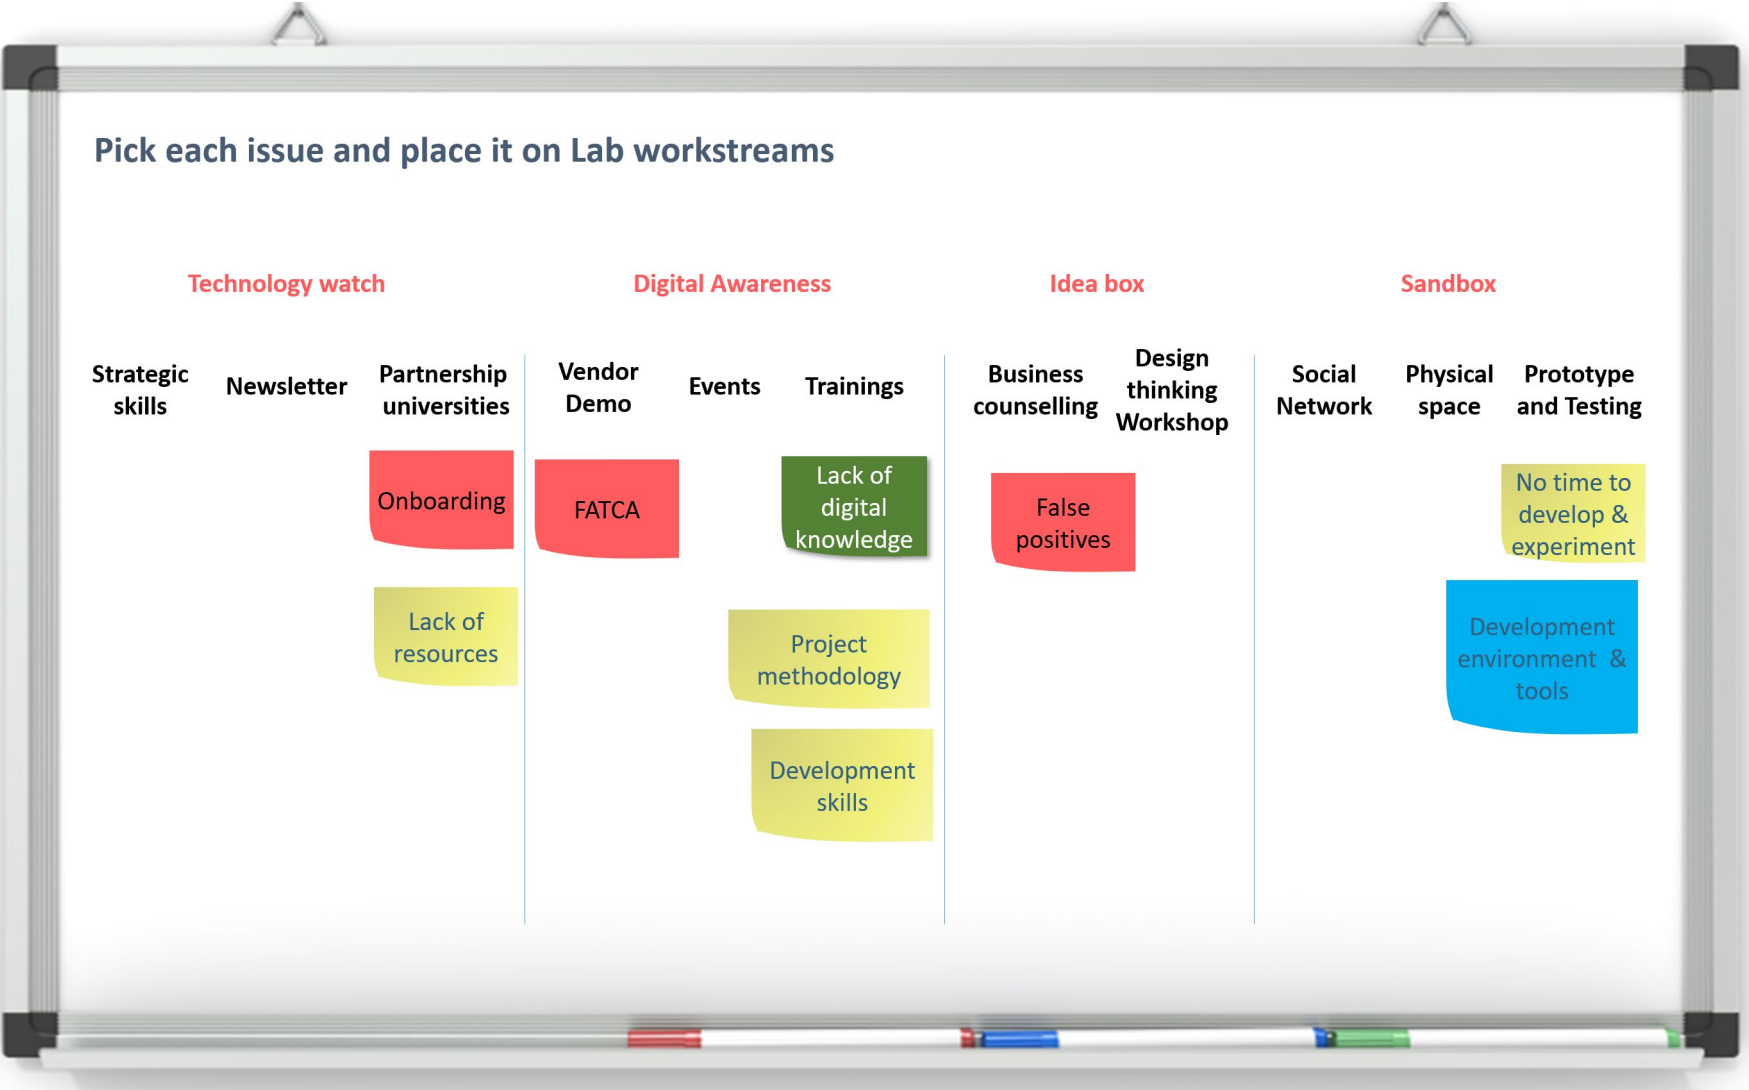 Pick each issue and place it on Lab workstreams
Technology watch
Digital Awareness
Idea box
Sandbox
Strategic
skills
Newsletter
Partnership
universities
Vendor
Demo
Events
Trainings
Business
counselling
Design
thinking
Workshop
Social
Network
Physical
space
Prototype
and Testing
Onboarding
FATCA
Lack of
digital
knowledge
False
positives
No time to
develop &
experiment
Lack of
resources
Project
methodology
Development
environment  &
tools
Development
skills